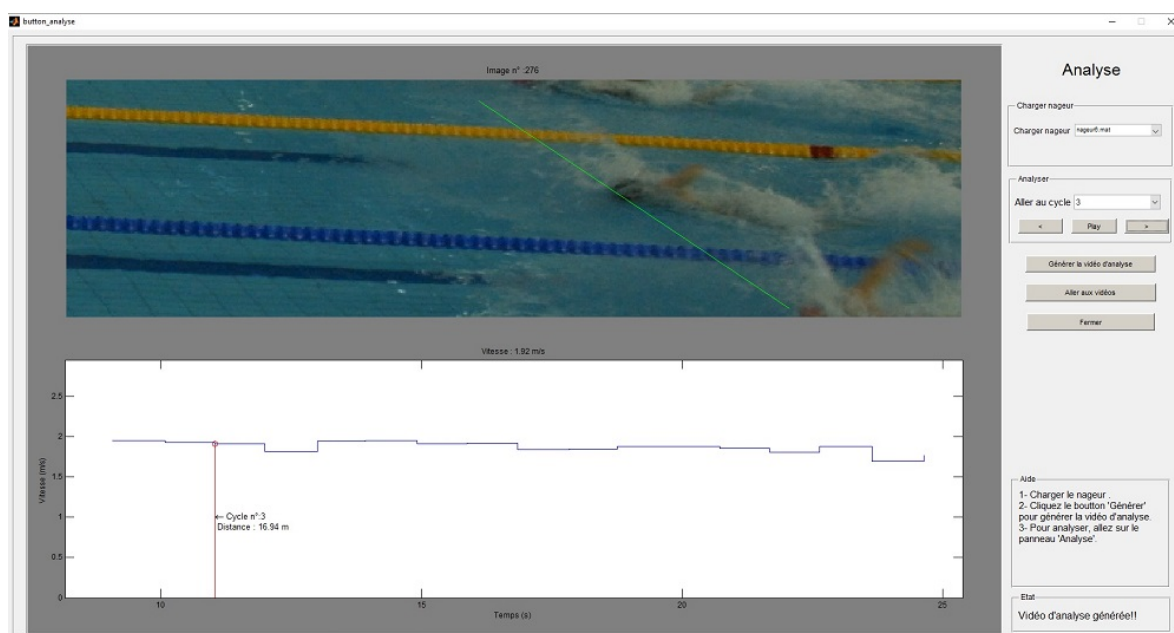 button_analyse
Image n° :276
Analyse
Charger nageur
Charger nageur nageur6.mat
Analyser
Aller au cycle 3
< Play >
Générer la vidéo d'analyse
Aller aux vidéos
Fermer
Vitesse : 1.92 m/s
2.5
2
1.5
1
0.5
0
Vitesse (m/s)
← Cycle n°:3
Distance : 16.94 m
10 15 20 25
Temps (s)
Aide
1- Charger le nageur .
2- Cliquez le boutton 'Générer'
pour générer la vidéo d'analyse.
3- Pour analyser, allez sur le
panneau 'Analyse'.
Etat
Vidéo d'analyse générée!!